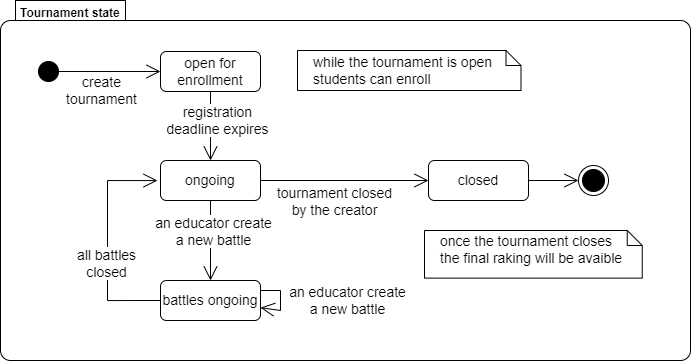 Tournament state
open for
enrollment
while the tournament is open
students can enroll
create
tournament
registration
deadline expires
ongoing
tournament closed
by the creator
closed
an educator create
a new battle
once the tournament closes
the final raking will be avaible
all battles
closed
battles ongoing
an educator create
a new battle